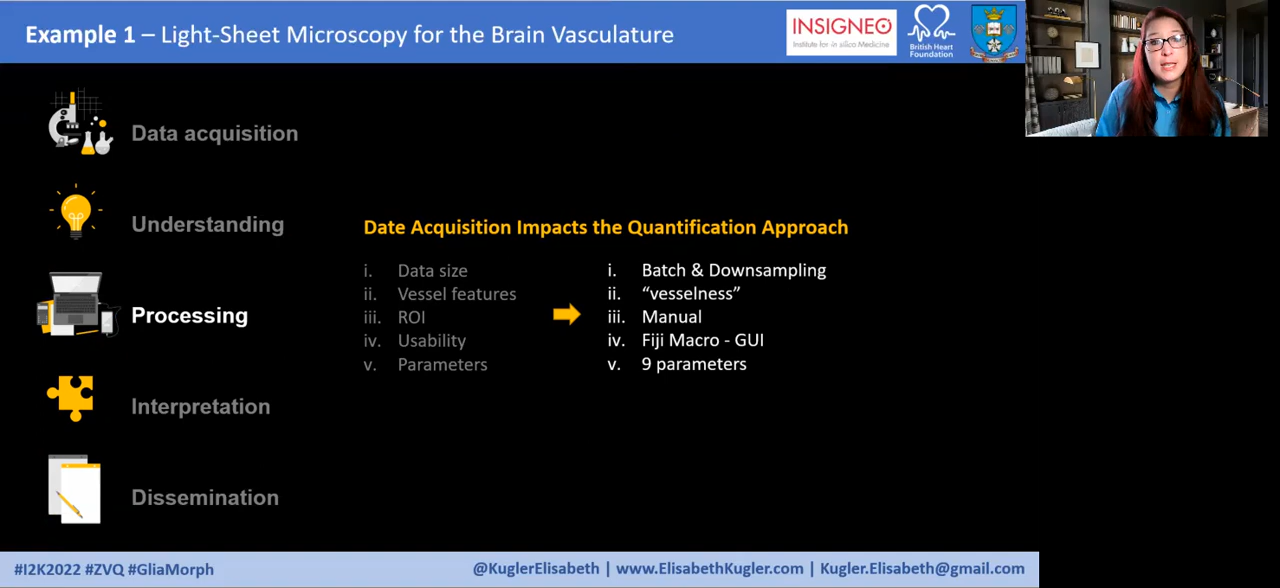 Example 1 – Light-Sheet Microscopy for the Brain Vasculature
INSIGNEO
Institute for in silico Medicine
British Heart
Foundation
Data acquisition
Understanding
Processing
Interpretation
Dissemination
Date Acquisition Impacts the Quantification Approach
i. Data size
ii. Vessel features
iii. ROI
iv. Usability
v. Parameters
i. Batch & Downsampling
ii. “vesselness”
iii. Manual
iv. Fiji Macro - GUI
v. 9 parameters
#I2K2022 #ZVQ #GliaMorph
@KuglerElisabeth | www.ElisabethKugler.com | Kugler.Elisabeth@gmail.com